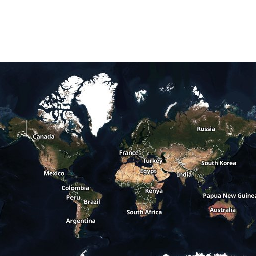 Russia
Canada
France
Turkey
South Korea
Egypt
Mexico
India
Colombia
Kenya
Peru
Papua New Guinea
Brazil
South Africa
Australia
Argentina